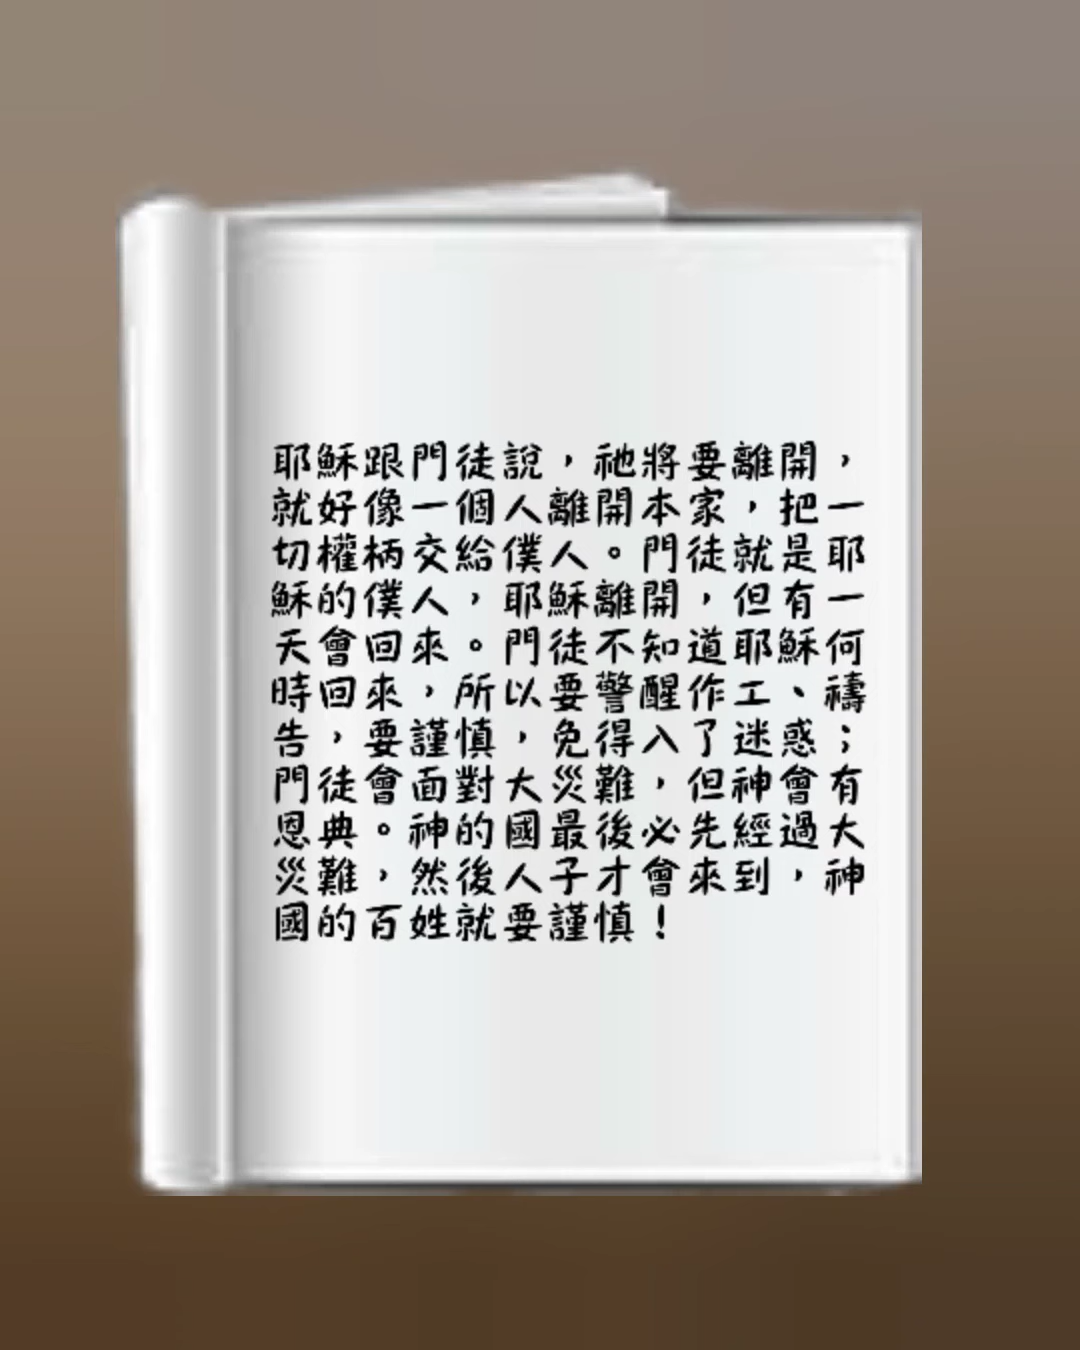 耶穌跟門徒說，祂將要離開，
就好像一個人離開本家，把一
切權柄交給僕人。門徒就是耶
穌的僕人，耶穌離開，但有一
天會回來。門徒不知道耶穌何
時回來，所以要警醒作工、禱
告，要謹慎，免得入了迷惑；
門徒會面對大災難，但神會有
恩典。神的國最後必先經過大
災難，然後人子才會來到，神
國的百姓就要謹慎！